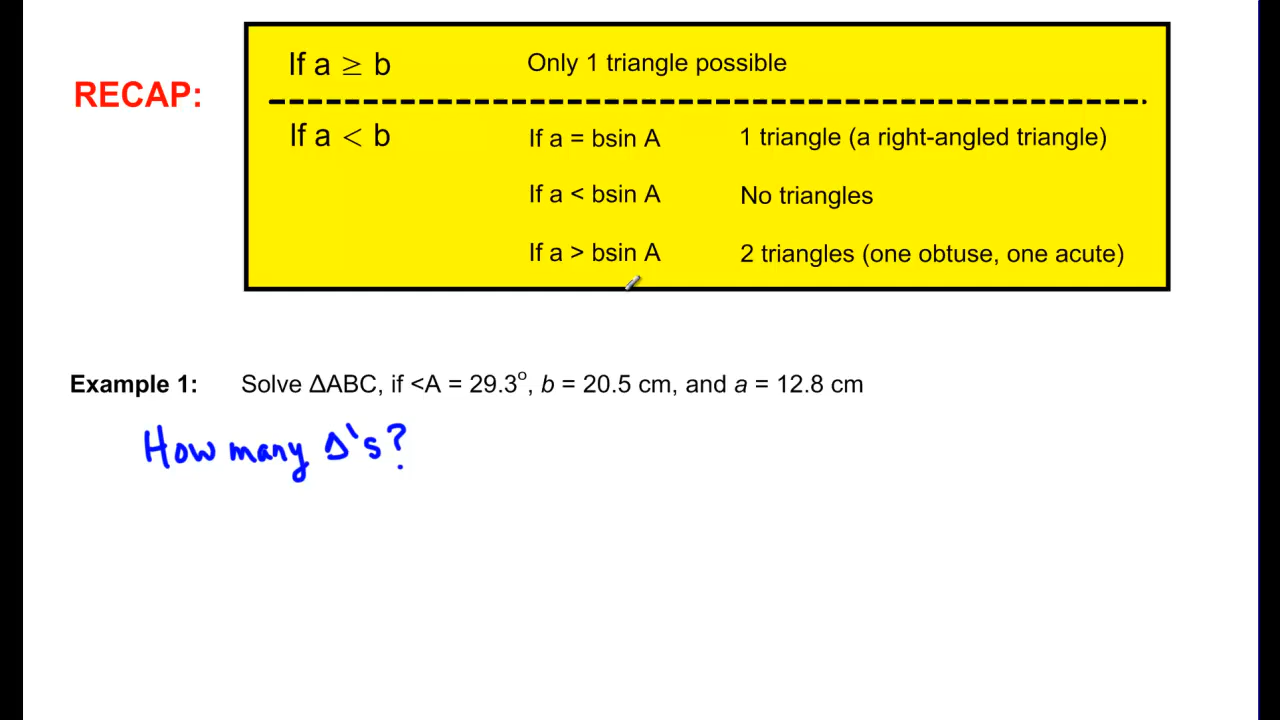 RECAP:
If a ≥ b Only 1 triangle possible
If a < b If a = bsin A 1 triangle (a right-angled triangle)
If a < bsin A No triangles
If a > bsin A 2 triangles (one obtuse, one acute)
Example 1: Solve ΔABC, if <A = 29.3°, b = 20.5 cm, and a = 12.8 cm
How many Δ's?